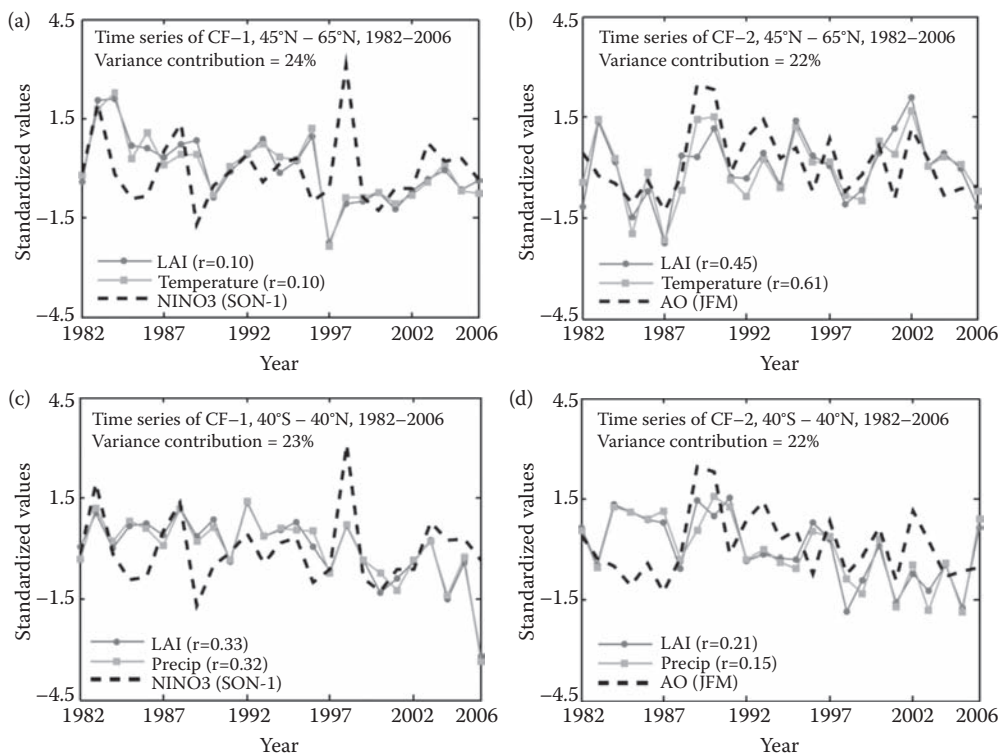 (a)
4.5
Time series of CF–1, 45°N – 65°N, 1982–2006
Variance contribution = 24%
1.5
Standardized values
–1.5
LAI (r=0.10)
Temperature (r=0.10)
NINO3 (SON-1)
–4.5
1982 1987 1992 1997 2002 2006
Year
(b)
4.5
Time series of CF–2, 45°N – 65°N, 1982–2006
Variance contribution = 22%
1.5
Standardized values
–1.5
LAI (r=0.45)
Temperature (r=0.61)
AO (JFM)
–4.5
1982 1987 1992 1997 2002 2006
Year
(c)
4.5
Time series of CF–1, 40°S – 40°N, 1982–2006
Variance contribution = 23%
1.5
Standardized values
–1.5
LAI (r=0.33)
Precip (r=0.32)
NINO3 (SON-1)
–4.5
1982 1987 1992 1997 2002 2006
Year
(d)
4.5
Time series of CF–2, 40°S – 40°N, 1982–2006
Variance contribution = 22%
1.5
Standardized values
–1.5
LAI (r=0.21)
Precip (r=0.15)
AO (JFM)
–4.5
1982 1987 1992 1997 2002 2006
Year